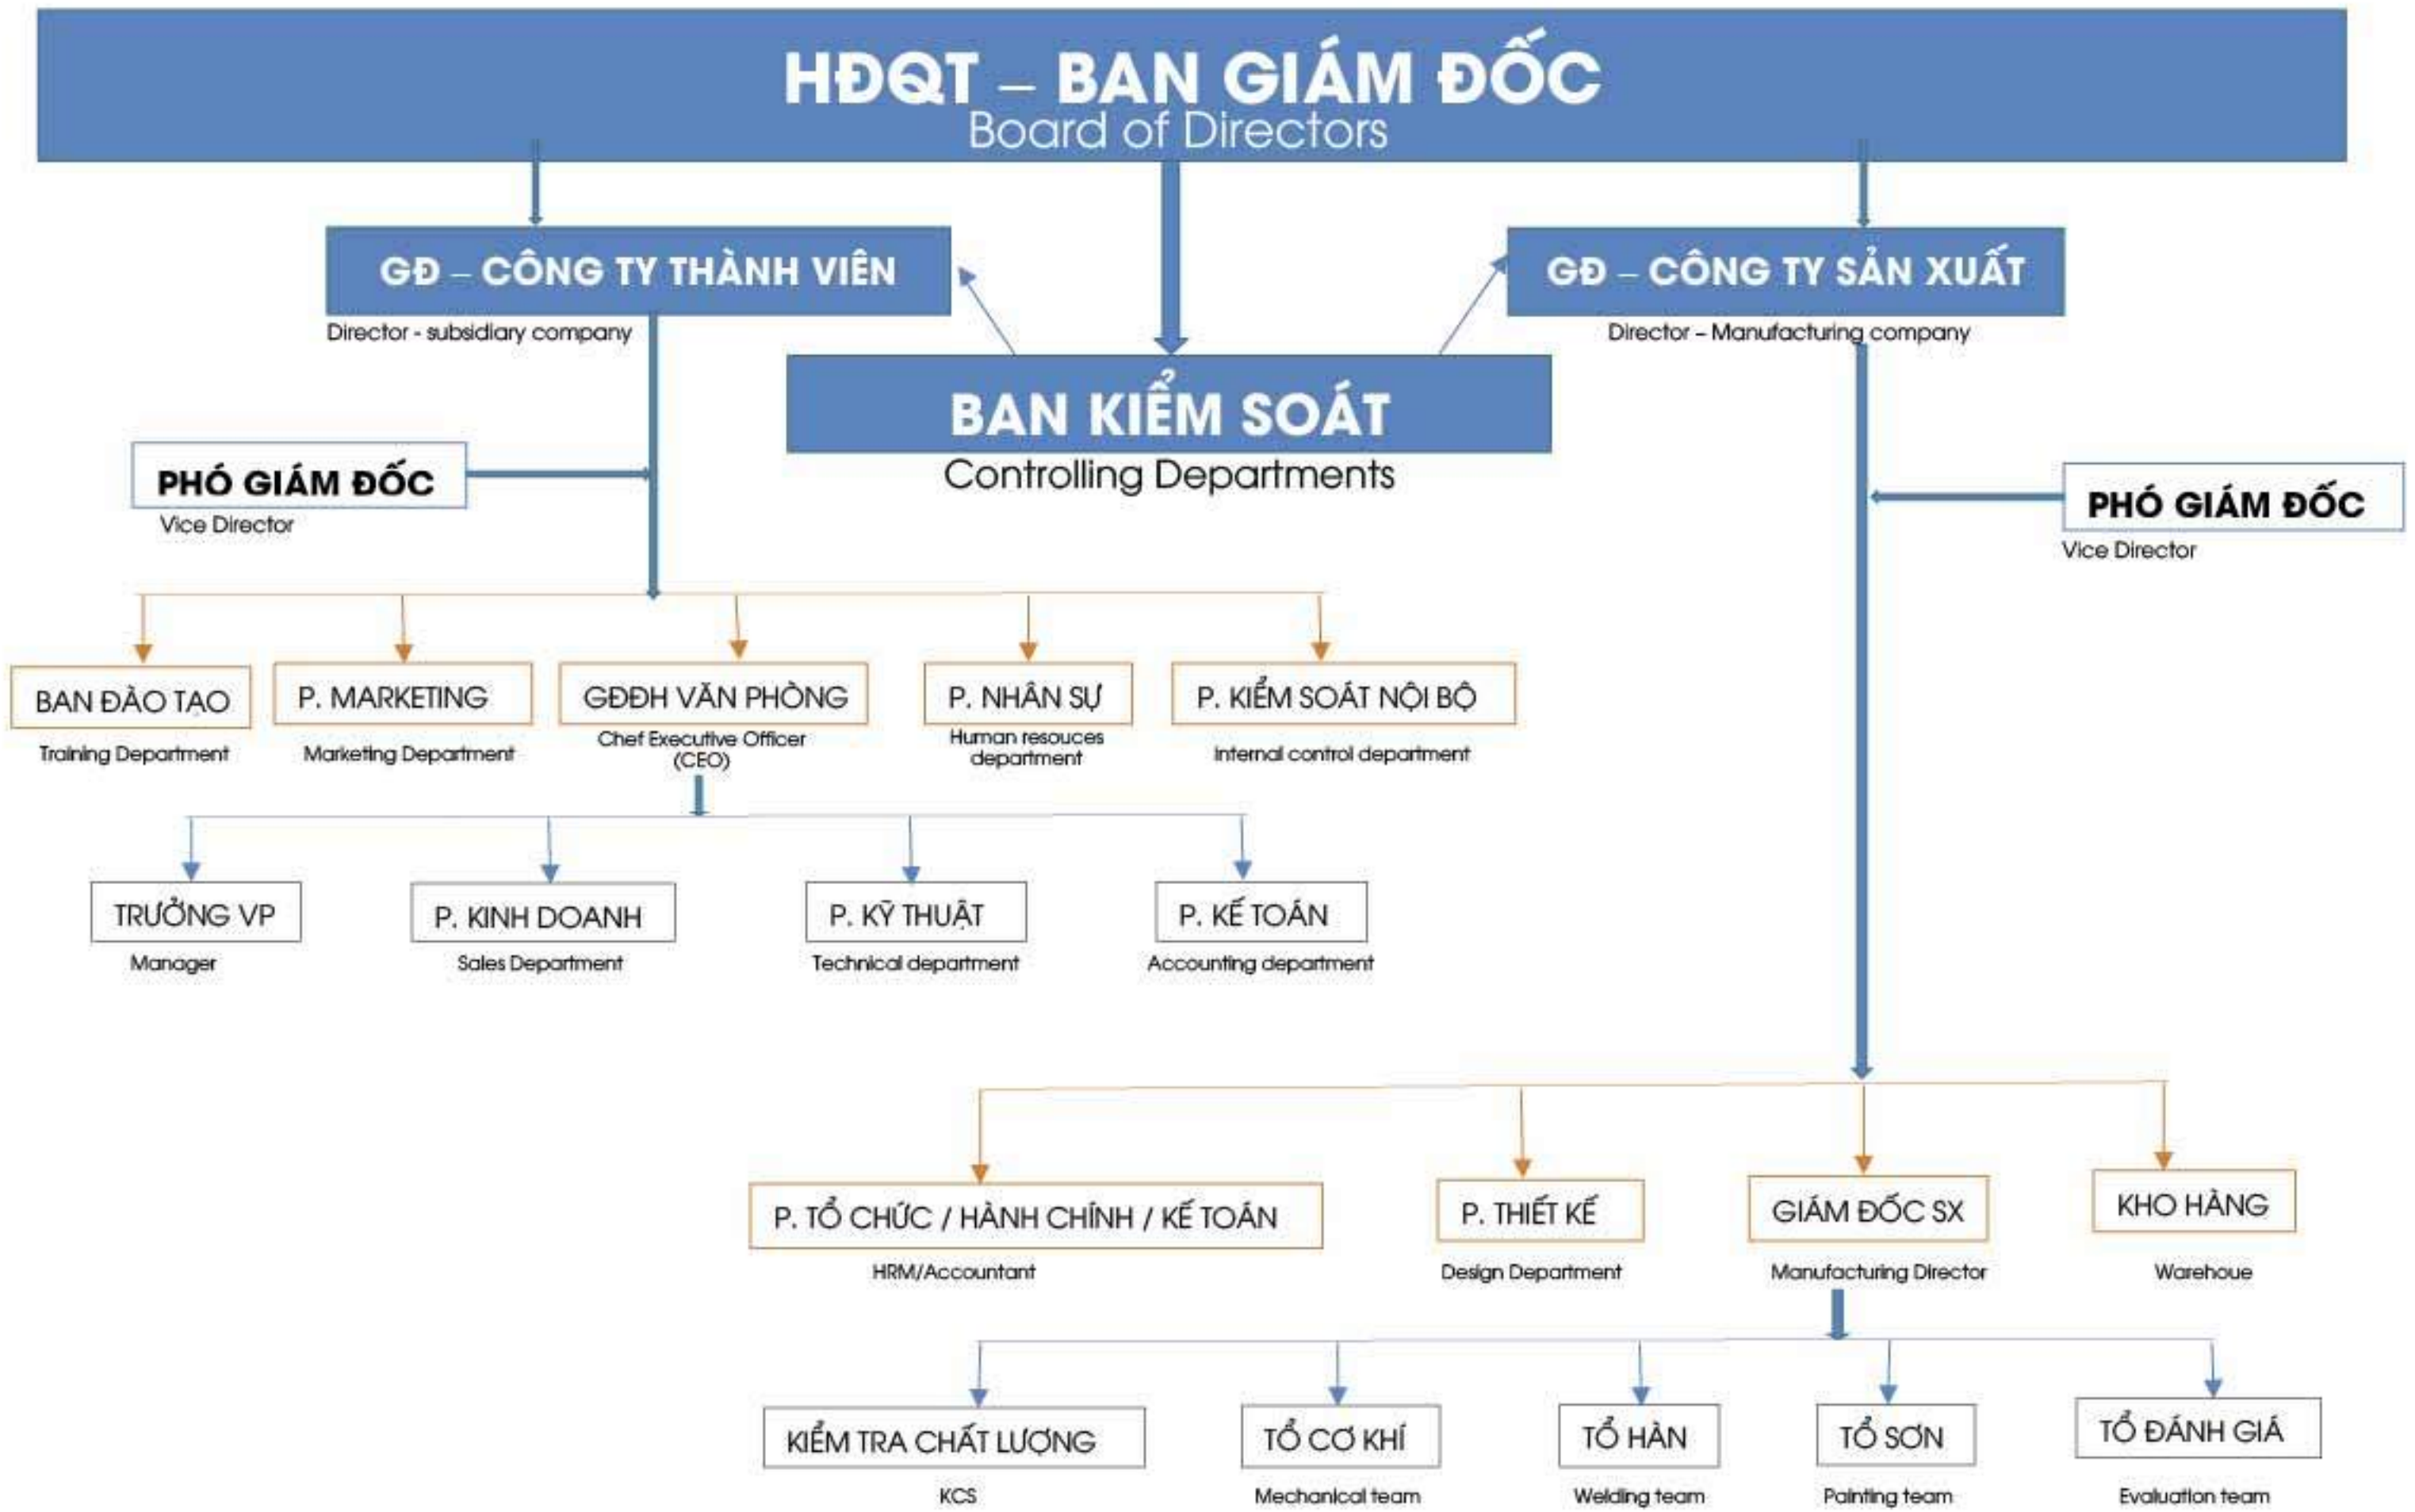 HĐQT – BAN GIÁM ĐỐC
Board of Directors
GĐ – CÔNG TY THÀNH VIÊN
Director - subsidiary company
GĐ – CÔNG TY SẢN XUẤT
Director – Manufacturing company
BAN KIỂM SOÁT
Controlling Departments
PHÓ GIÁM ĐỐC
Vice Director
PHÓ GIÁM ĐỐC
Vice Director
BAN ĐÀO TẠO
Training Department
P. MARKETING
Marketing Department
GĐĐH VĂN PHÒNG
Chef Executive Officer
(CEO)
P. NHÂN SỰ
Human resouces
department
P. KIỂM SOÁT NỘI BỘ
Internal control department
TRƯỞNG VP
Manager
P. KINH DOANH
Sales Department
P. KỸ THUẬT
Technical department
P. KẾ TOÁN
Accounting department
P. TỔ CHỨC / HÀNH CHÍNH / KẾ TOÁN
HRM/Accountant
P. THIẾT KẾ
Design Department
GIÁM ĐỐC SX
Manufacturing Director
KHO HÀNG
Warehoue
KIỂM TRA CHẤT LƯỢNG
KCS
TỔ CƠ KHÍ
Mechanical team
TỔ HÀN
Welding team
TỔ SƠN
Painting team
TỔ ĐÁNH GIÁ
Evaluation team